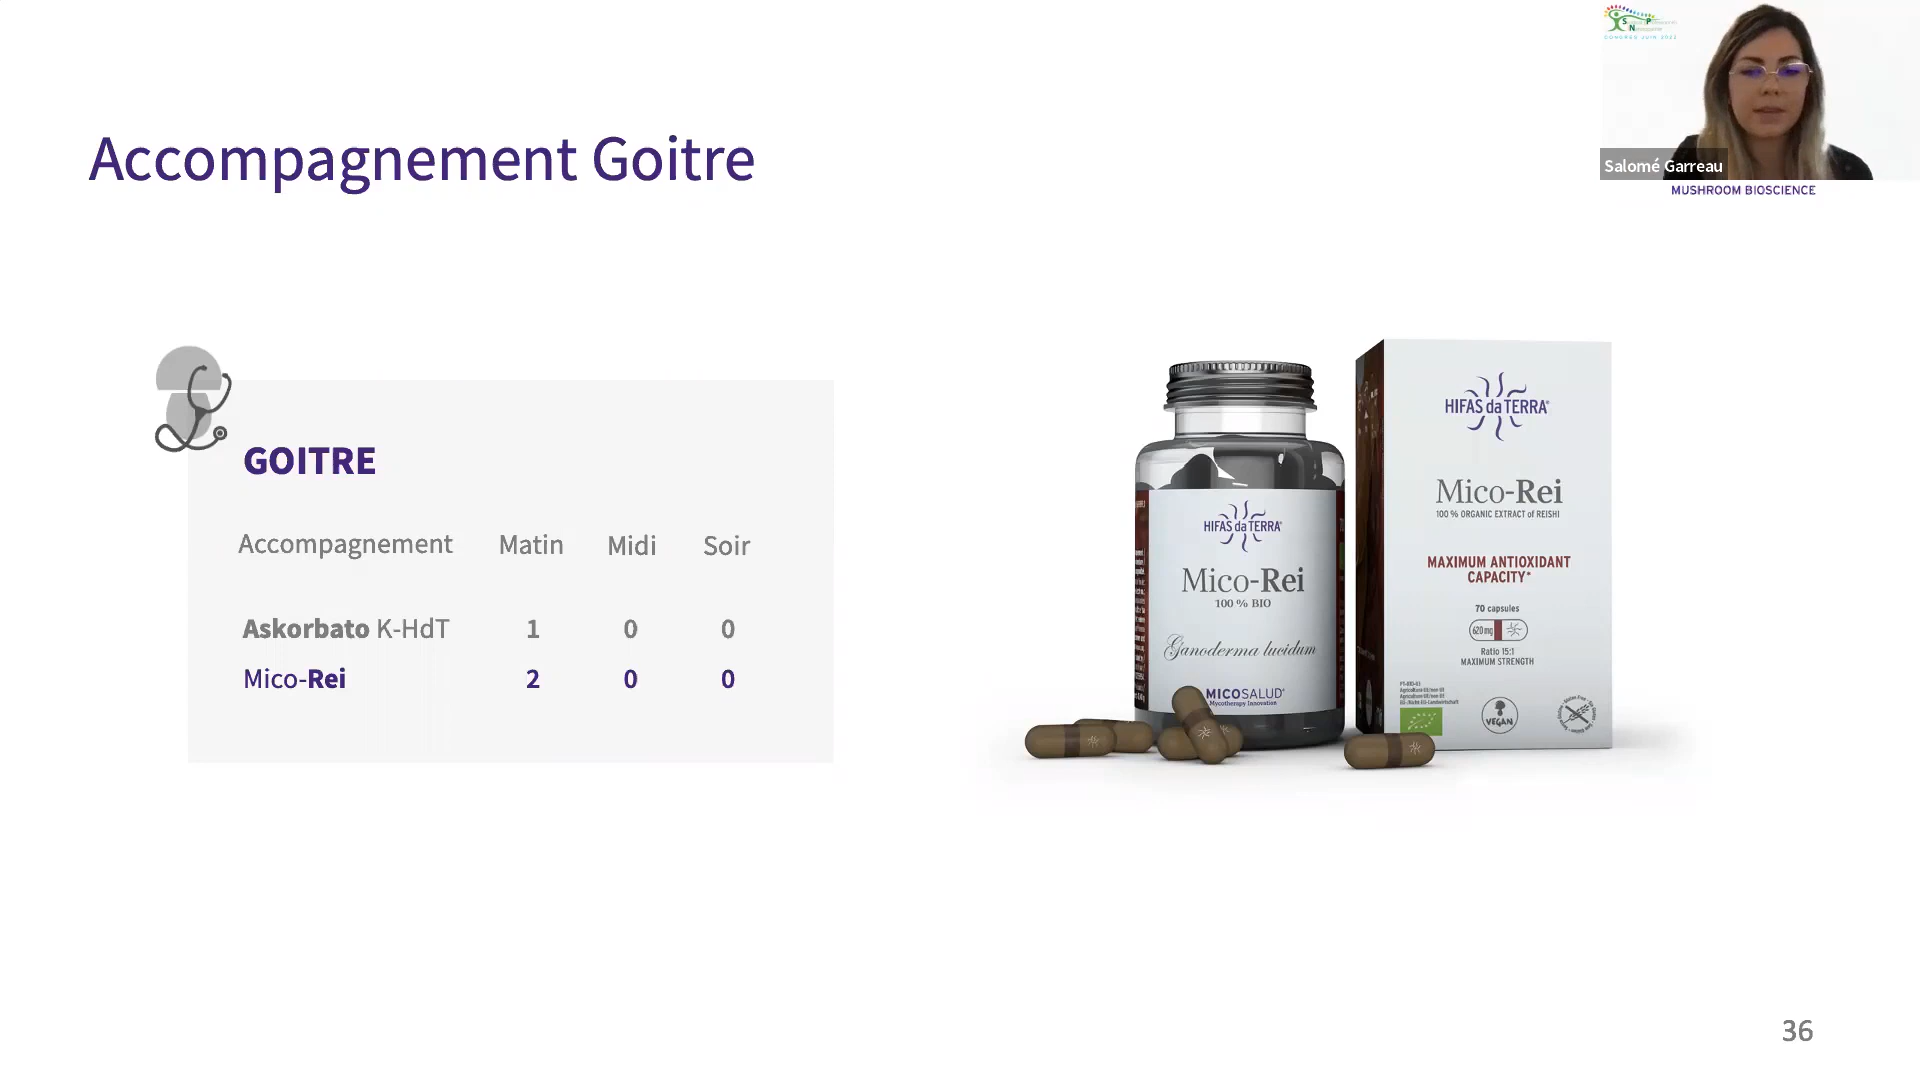 S P
N
CONGRES JUIN 2022
Salomé Garreau
MUSHROOM BIOSCIENCE
Accompagnement Goitre
GOITRE
Accompagnement Matin Midi Soir
Askorbato K-HdT 1 0 0
Mico-Rei 2 0 0
HIFAS da TERRA®
Mico-Rei
100 % BIO
Ganoderma lucidum
MICOSALUD®
Mycotherapy Innovation
HIFAS da TERRA®
Mico-Rei
100 % ORGANIC EXTRACT of REISHI
MAXIMUM ANTIOXIDANT
CAPACITY*
70 capsules
620 mg
Ratio 15:1
MAXIMUM STRENGTH
VEGAN
36